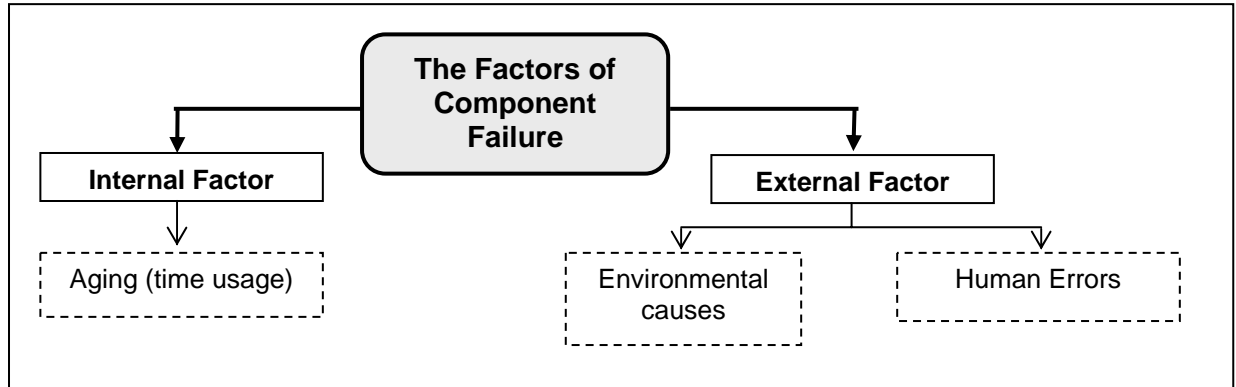 The Factors of
Component
Failure
Internal Factor
External Factor
Aging (time usage)
Environmental
causes
Human Errors